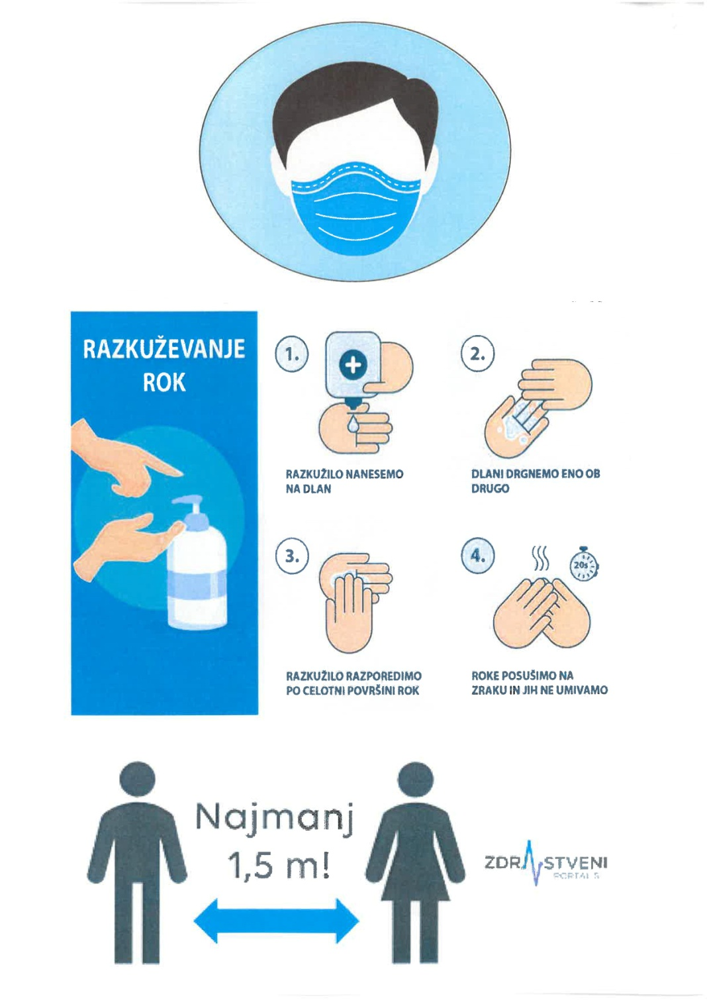 RAZKUŽEVANJE
ROK
1.
RAZKUŽILO NANESEMO
NA DLAN
2.
DLANI DRGNEMO ENO OB
DRUGO
3.
RAZKUŽILO RAZPOREDIMO
PO CELOTNI POVRŠINI ROK
4.
20s
ROKE POSUŠIMO NA
ZRAKU IN JIH NE UMIVAMO
Najmanj
1,5 m!
ZDRAVSTVENI
PORTAL